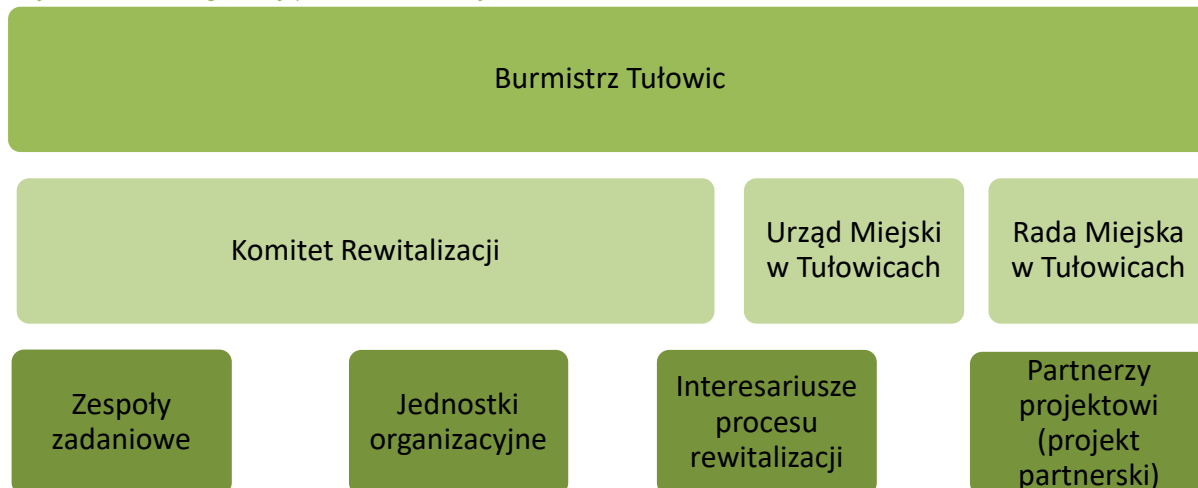 Burmistrz Tułowic
Komitet Rewitalizacji
Urząd Miejski
w Tułowicach
Rada Miejska
w Tułowicach
Zespoły
zadaniowe
Jednostki
organizacyjne
Interesariusze
procesu
rewitalizacji
Partnerzy
projektowi
(projekt
partnerski)